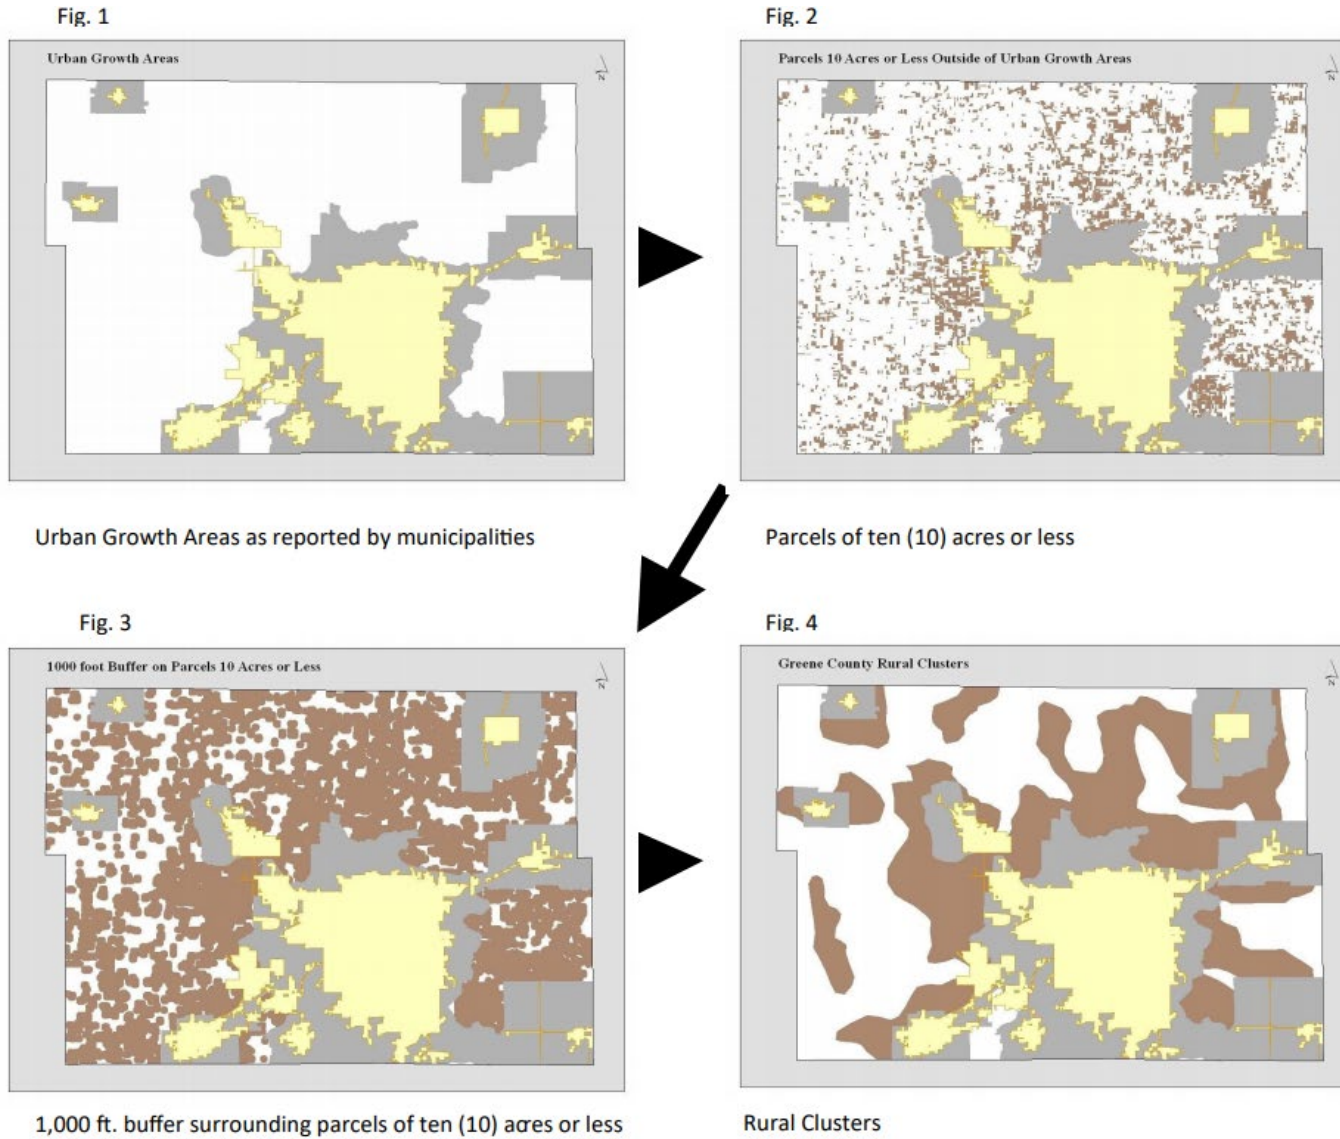 Fig. 1
Fig. 2
Urban Growth Areas
Parcels 10 Acres or Less Outside of Urban Growth Areas
Urban Growth Areas as reported by municipalities
Parcels of ten (10) acres or less
Fig. 3
Fig. 4
1000 foot Buffer on Parcels 10 Acres or Less
Greene County Rural Clusters
1,000 ft. buffer surrounding parcels of ten (10) acres or less
Rural Clusters